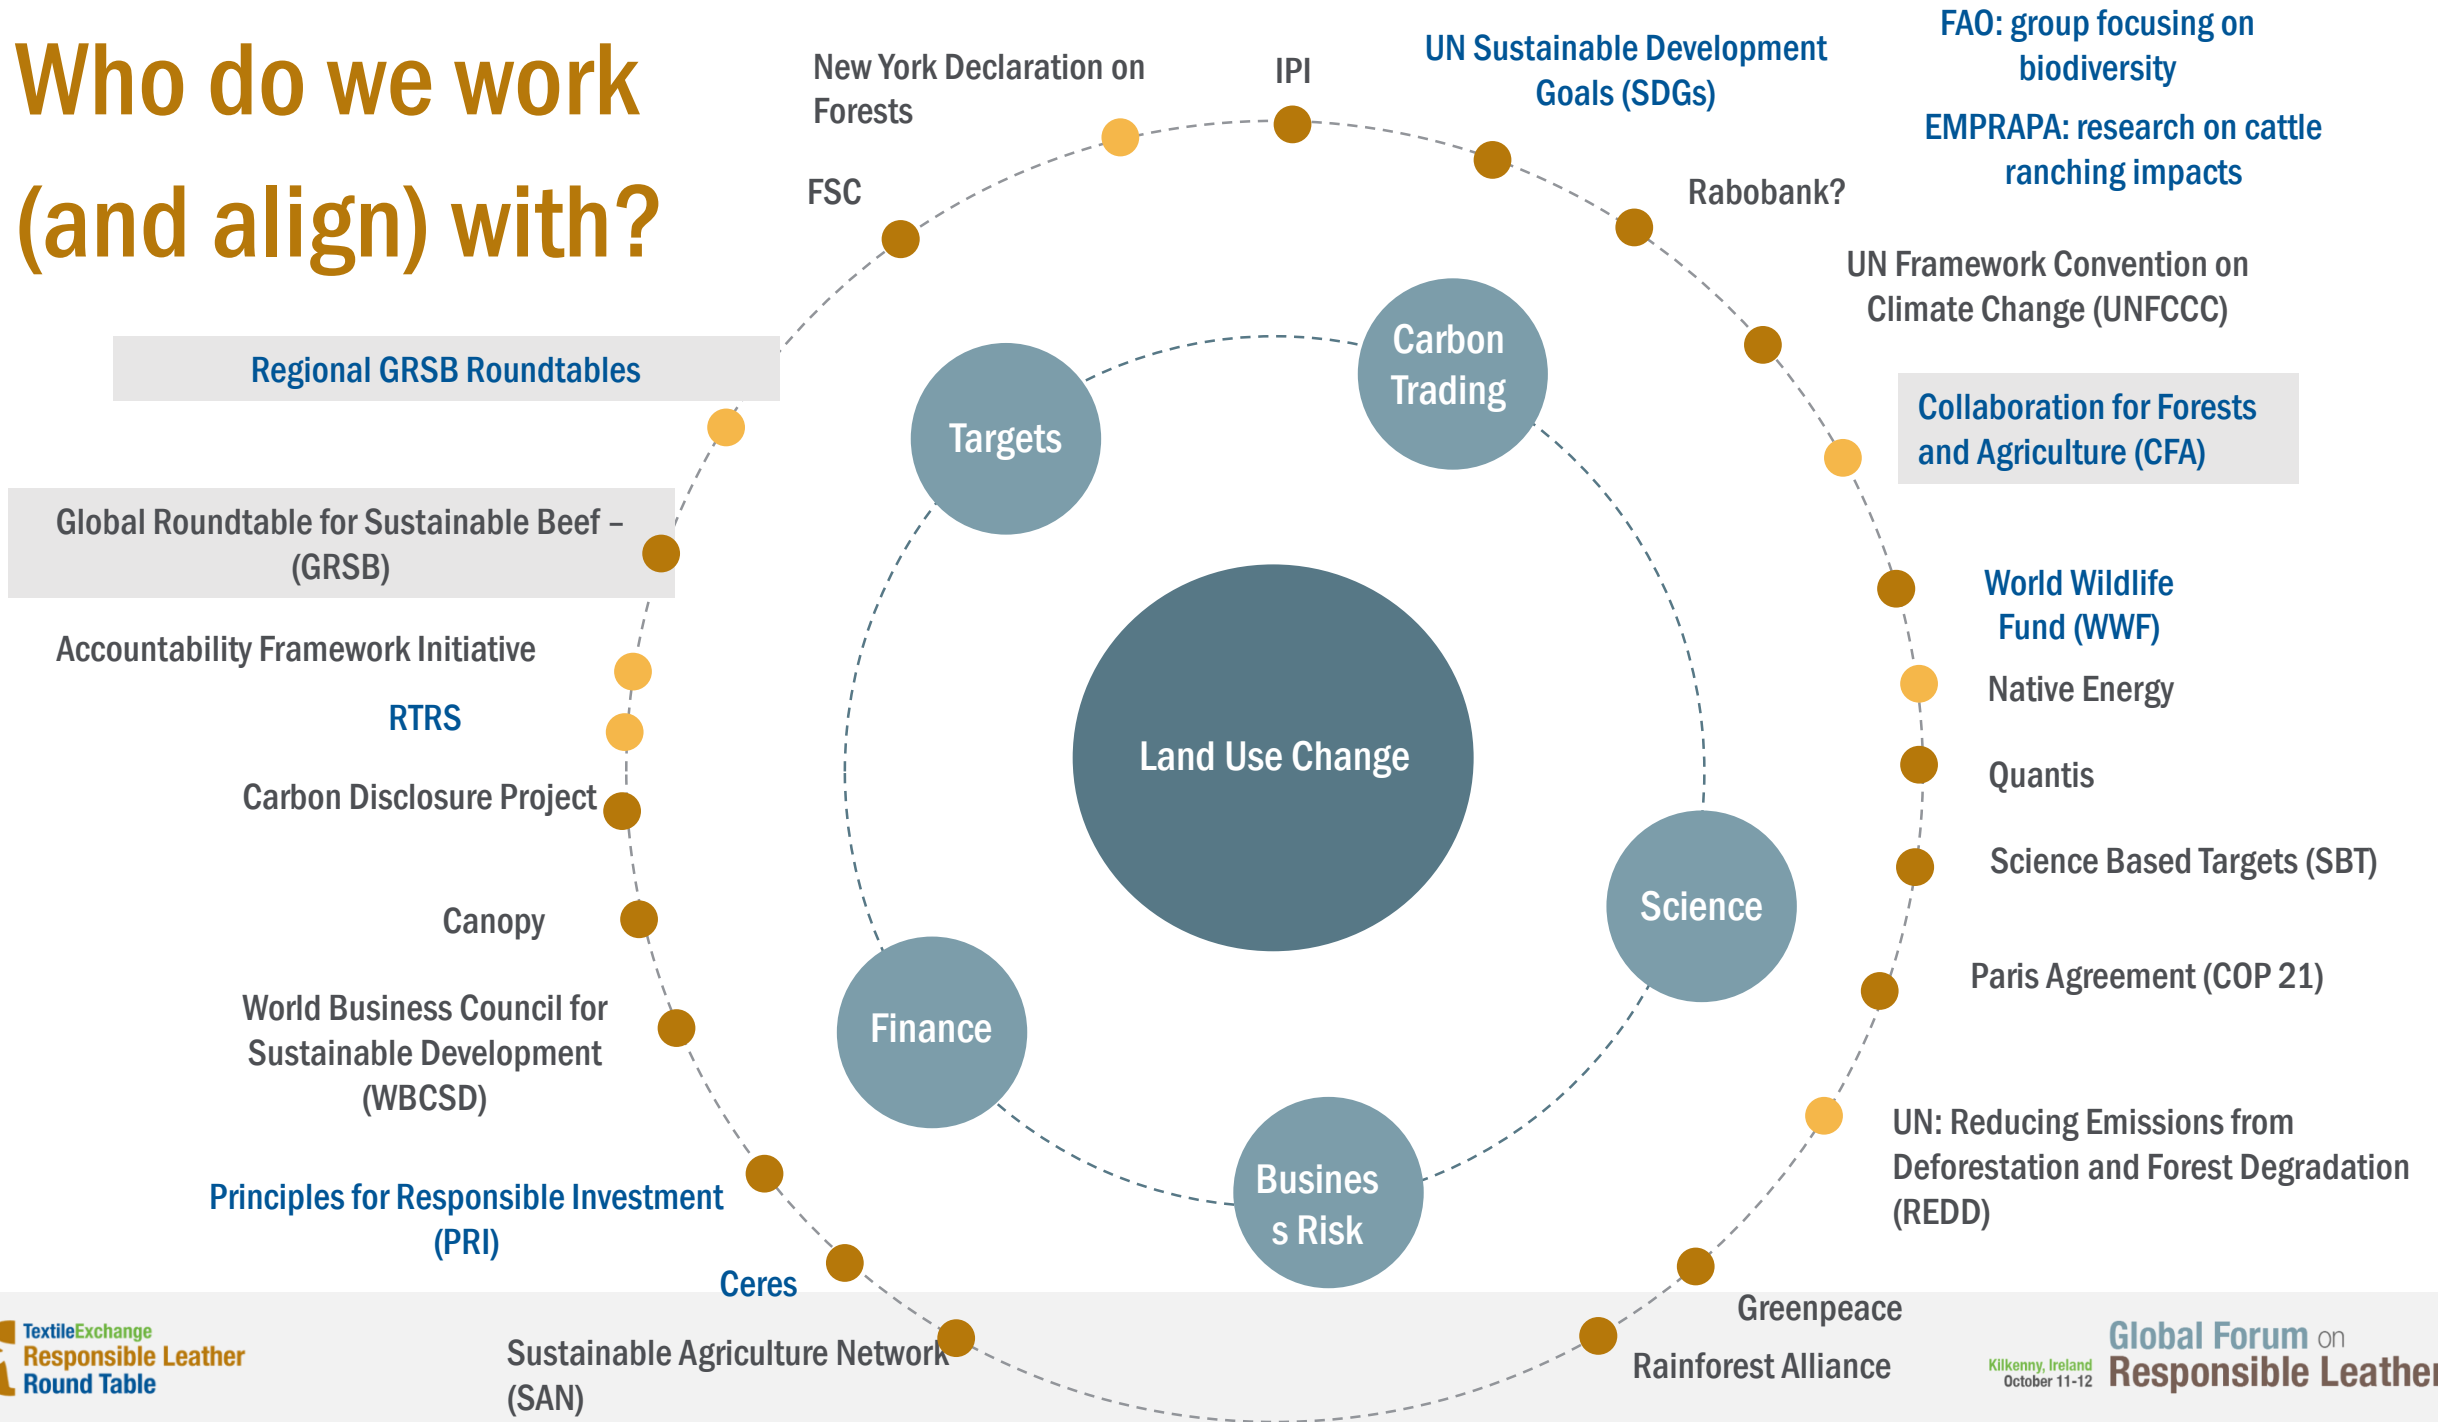 Who do we work
(and align) with?
New York Declaration on
Forests
IPI
UN Sustainable Development
Goals (SDGs)
FAO: group focusing on
biodiversity
EMPRAPA: research on cattle
ranching impacts
FSC
Rabobank?
UN Framework Convention on
Climate Change (UNFCCC)
Regional GRSB Roundtables
Collaboration for Forests
and Agriculture (CFA)
Global Roundtable for Sustainable Beef –
(GRSB)
World Wildlife
Fund (WWF)
Accountability Framework Initiative
Native Energy
RTRS
Quantis
Carbon Disclosure Project
Science Based Targets (SBT)
Canopy
Paris Agreement (COP 21)
World Business Council for
Sustainable Development
(WBCSD)
UN: Reducing Emissions from
Deforestation and Forest Degradation
(REDD)
Principles for Responsible Investment
(PRI)
Ceres
Greenpeace
Sustainable Agriculture Network
(SAN)
Rainforest Alliance
Targets
Carbon
Trading
Land Use Change
Science
Finance
Busines
s Risk
TextileExchange
Responsible Leather
Round Table
Kilkenny, Ireland
October 11-12
Global Forum on
Responsible Leather